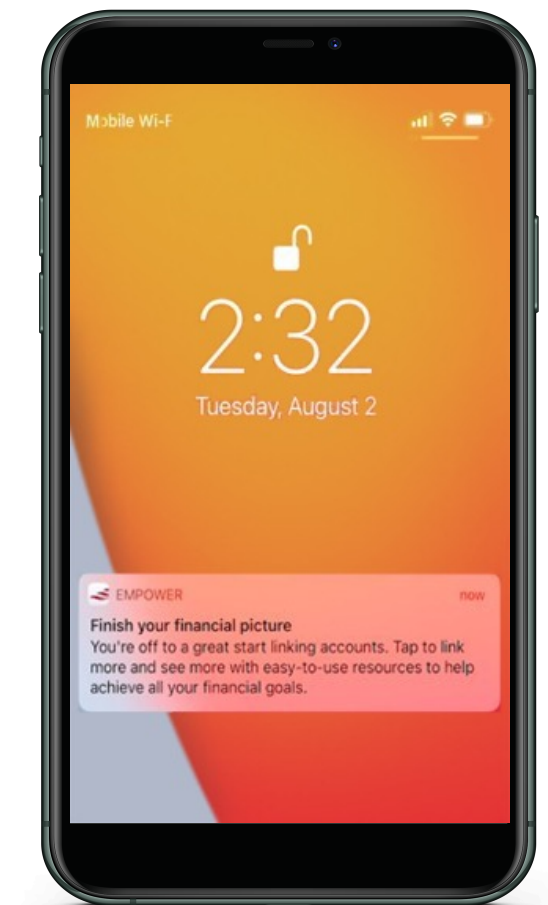 Mobile Wi-F
2:32
Tuesday, August 2
EMPOWER now
Finish your financial picture
You're off to a great start linking accounts. Tap to link
more and see more with easy-to-use resources to help
achieve all your financial goals.